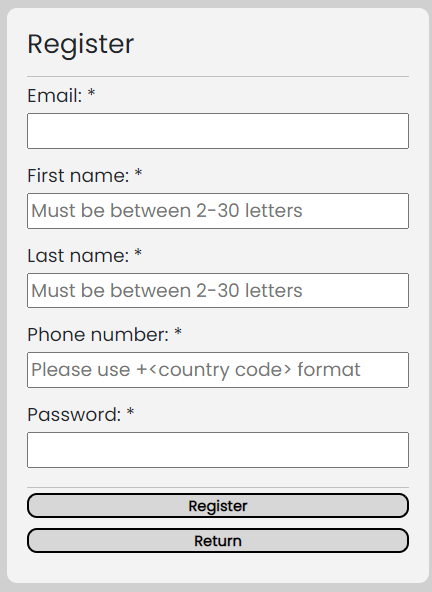 Register
Email: *
First name: *
Must be between 2-30 letters
Last name: *
Must be between 2-30 letters
Phone number: *
Please use +<country code> format
Password: *
Register
Return